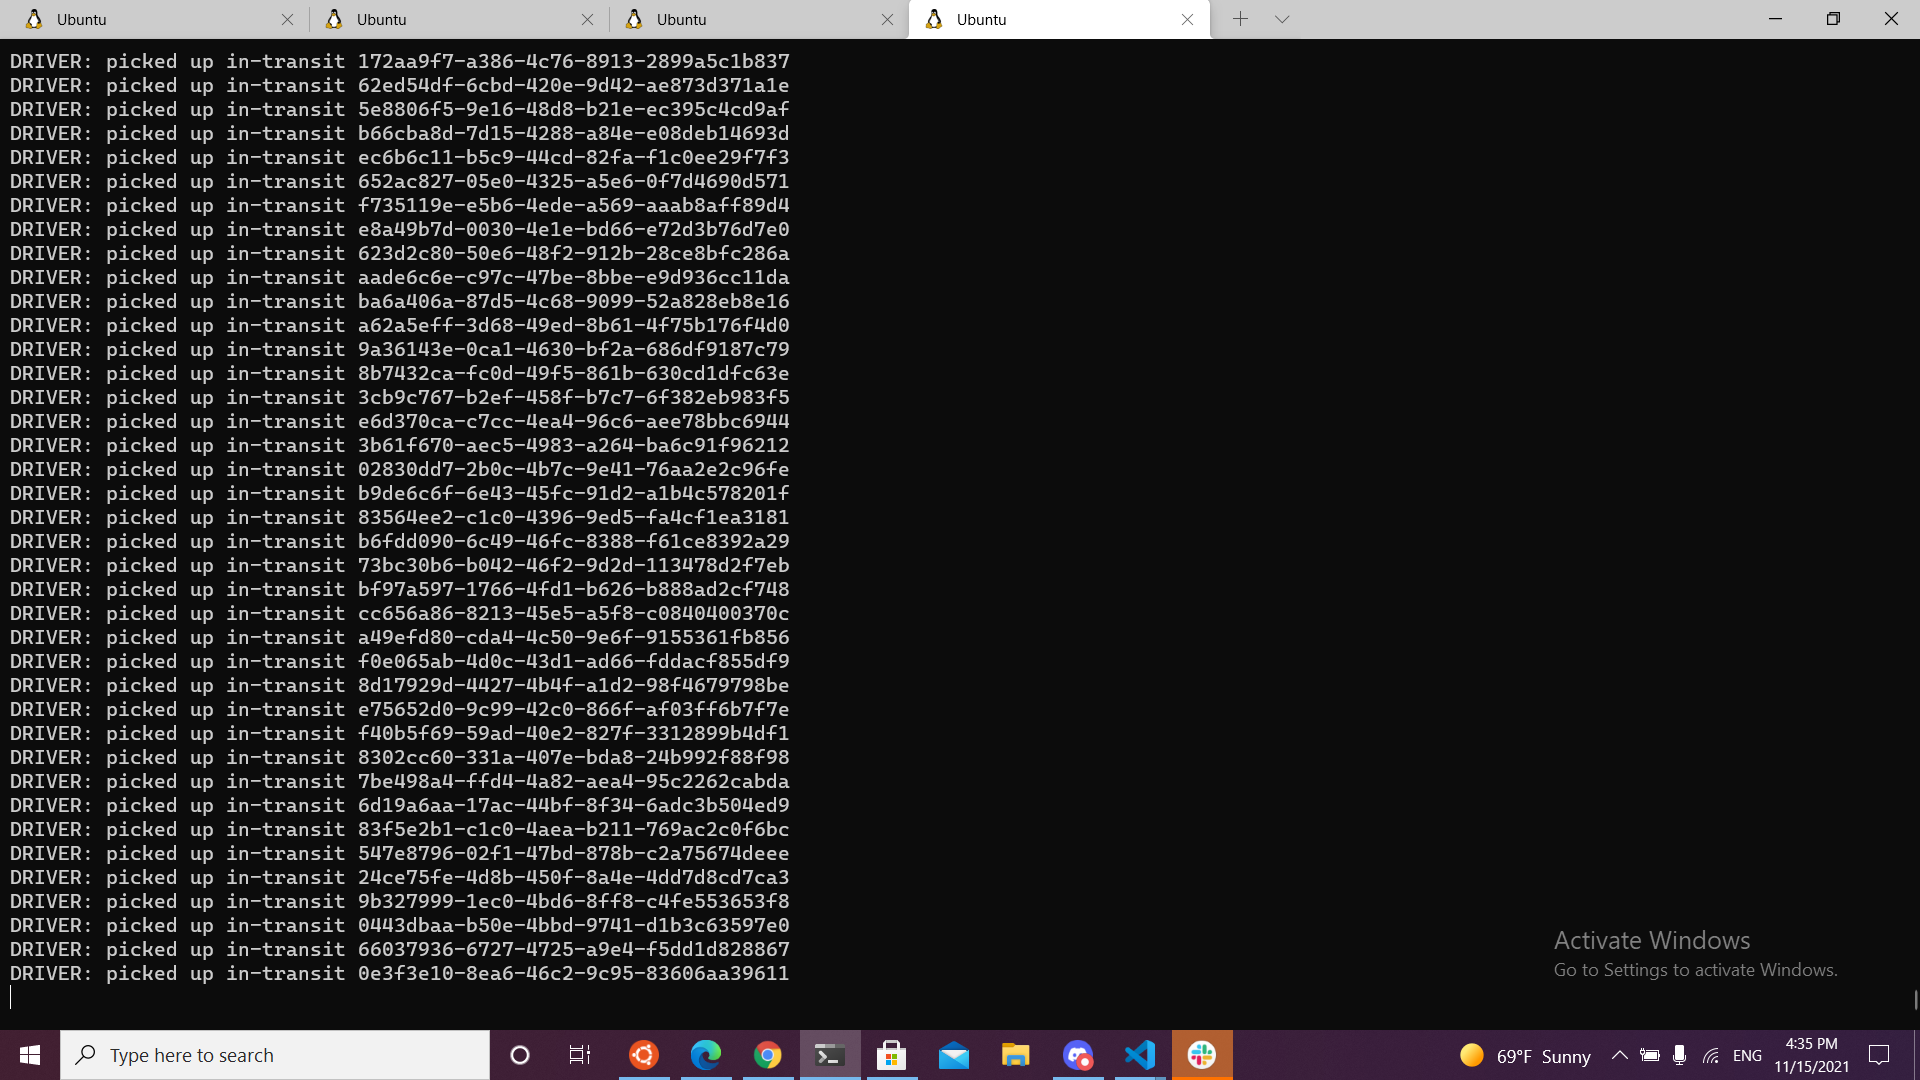 Ubuntu
Ubuntu
Ubuntu
Ubuntu
DRIVER: picked up in-transit 172aa9f7-a386-4c76-8913-2899a5c1b837
DRIVER: picked up in-transit 62ed54df-6cbd-420e-9d42-ae873d371a1e
DRIVER: picked up in-transit 5e8806f5-9e16-48d8-b21e-ec395c4cd9af
DRIVER: picked up in-transit b66cba8d-7d15-4288-a84e-e08deb14693d
DRIVER: picked up in-transit ec6b6c11-b5c9-44cd-82fa-f1c0ee29f7f3
DRIVER: picked up in-transit 652ac827-05e0-4325-a5e6-0f7d4690d571
DRIVER: picked up in-transit f735119e-e5b6-4ede-a569-aaab8aff89d4
DRIVER: picked up in-transit e8a49b7d-0030-4e1e-bd66-e72d3b76d7e0
DRIVER: picked up in-transit 623d2c80-50e6-48f2-912b-28ce8bfc286a
DRIVER: picked up in-transit aade6c6e-c97c-47be-8bbe-e9d936cc11da
DRIVER: picked up in-transit ba6a406a-87d5-4c68-9099-52a828eb8e16
DRIVER: picked up in-transit a62a5eff-3d68-49ed-8b61-4f75b176f4d0
DRIVER: picked up in-transit 9a36143e-0ca1-4630-bf2a-686df9187c79
DRIVER: picked up in-transit 8b7432ca-fc0d-49f5-861b-630cd1dfc63e
DRIVER: picked up in-transit 3cb9c767-b2ef-458f-b7c7-6f382eb983f5
DRIVER: picked up in-transit e6d370ca-c7cc-4ea4-96c6-aee78bbc6944
DRIVER: picked up in-transit 3b61f670-aec5-4983-a264-ba6c91f96212
DRIVER: picked up in-transit 02830dd7-2b0c-4b7c-9e41-76aa2e2c96fe
DRIVER: picked up in-transit b9de6c6f-6e43-45fc-91d2-a1b4c578201f
DRIVER: picked up in-transit 83564ee2-c1c0-4396-9ed5-fa4cf1ea3181
DRIVER: picked up in-transit b6fdd090-6c49-46fc-8388-f61ce8392a29
DRIVER: picked up in-transit 73bc30b6-b042-46f2-9d2d-113478d2f7eb
DRIVER: picked up in-transit bf97a597-1766-4fd1-b626-b888ad2cf748
DRIVER: picked up in-transit cc656a86-8213-45e5-a5f8-c0840400370c
DRIVER: picked up in-transit a49efd80-cda4-4c50-9e6f-9155361fb856
DRIVER: picked up in-transit f0e065ab-4d0c-43d1-ad66-fddacf855df9
DRIVER: picked up in-transit 8d17929d-4427-4b4f-a1d2-98f4679798be
DRIVER: picked up in-transit e75652d0-9c99-42c0-866f-af03ff6b7f7e
DRIVER: picked up in-transit f40b5f69-59ad-40e2-827f-3312899b4df1
DRIVER: picked up in-transit 8302cc60-331a-407e-bda8-24b992f88f98
DRIVER: picked up in-transit 7be498a4-ffd4-4a82-aea4-95c2262cabda
DRIVER: picked up in-transit 6d19a6aa-17ac-44bf-8f34-6adc3b504ed9
DRIVER: picked up in-transit 83f5e2b1-c1c0-4aea-b211-769ac2c0f6bc
DRIVER: picked up in-transit 547e8796-02f1-47bd-878b-c2a75674deee
DRIVER: picked up in-transit 24ce75fe-4d8b-450f-8a4e-4dd7d8cd7ca3
DRIVER: picked up in-transit 9b327999-1ec0-4bd6-8ff8-c4fe553653f8
DRIVER: picked up in-transit 0443dbaa-b50e-4bbd-9741-d1b3c63597e0
DRIVER: picked up in-transit 66037936-6727-4725-a9e4-f5dd1d828867
DRIVER: picked up in-transit 0e3f3e10-8ea6-46c2-9c95-83606aa39611
Activate Windows
Go to Settings to activate Windows.
Type here to search
69°F Sunny
ENG
4:35 PM
11/15/2021